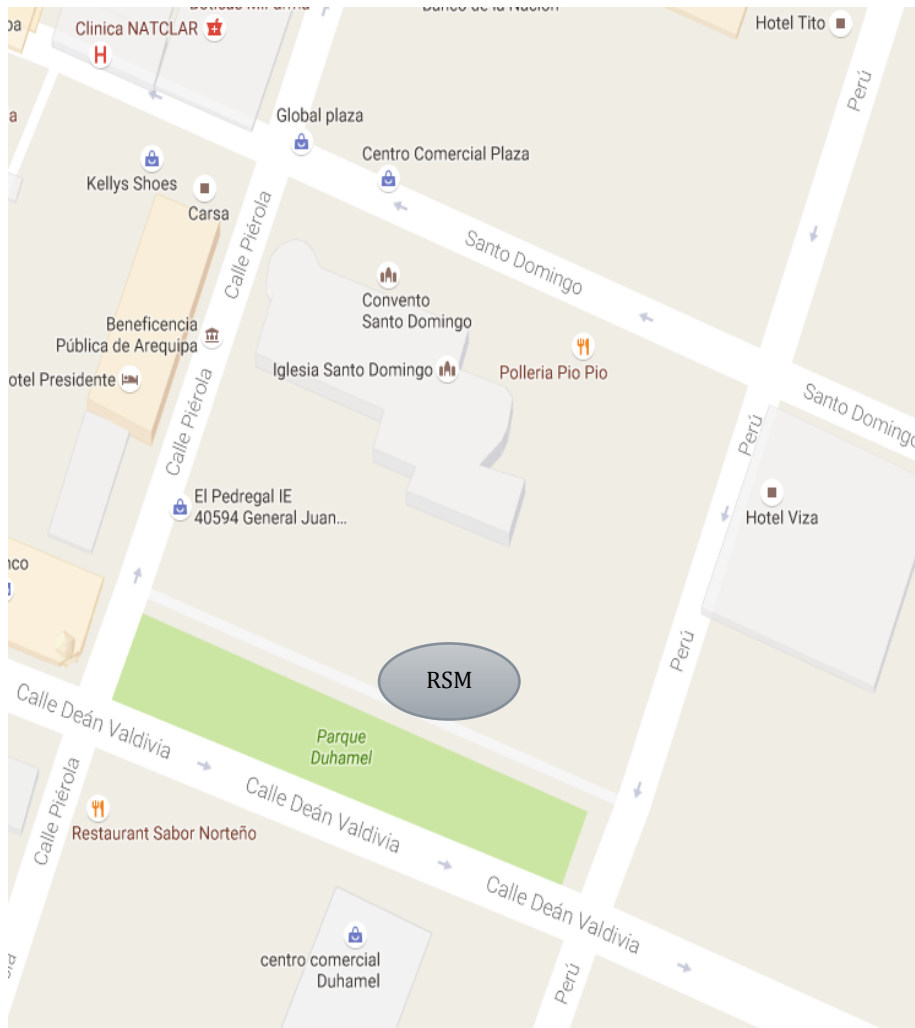 Clinica NATCLAR
H
Hotel Tito
Perú
a
Global plaza
Centro Comercial Plaza
Kellys Shoes
Carsa
Calle Piérola
Santo Domingo
Convento
Santo Domingo
Beneficencia
Pública de Arequipa
Iglesia Santo Domingo
Polleria Pio Pio
otel Presidente
Santo Domingo
Calle Piérola
Perú
El Pedregal IE
40594 General Juan...
Hotel Viza
nco
Perú
RSM
Calle Deán Valdivia
Parque
Duhamel
Calle Piérola
Calle Deán Valdivia
Restaurant Sabor Norteño
Calle Deán Valdivia
centro comercial
Duhamel
Perú